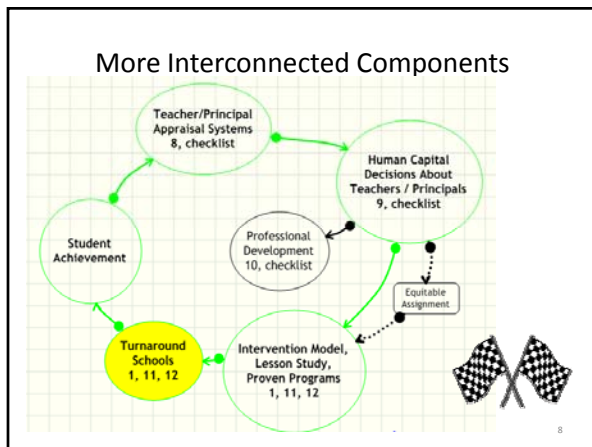 More Interconnected Components
Teacher/Principal
Appraisal Systems
8, checklist
Human Capital
Decisions About
Teachers / Principals
9, checklist
Professional
Development
10, checklist
Student
Achievement
Equitable
Assignment
Turnaround
Schools
1, 11, 12
Intervention Model,
Lesson Study,
Proven Programs
1, 11, 12
8